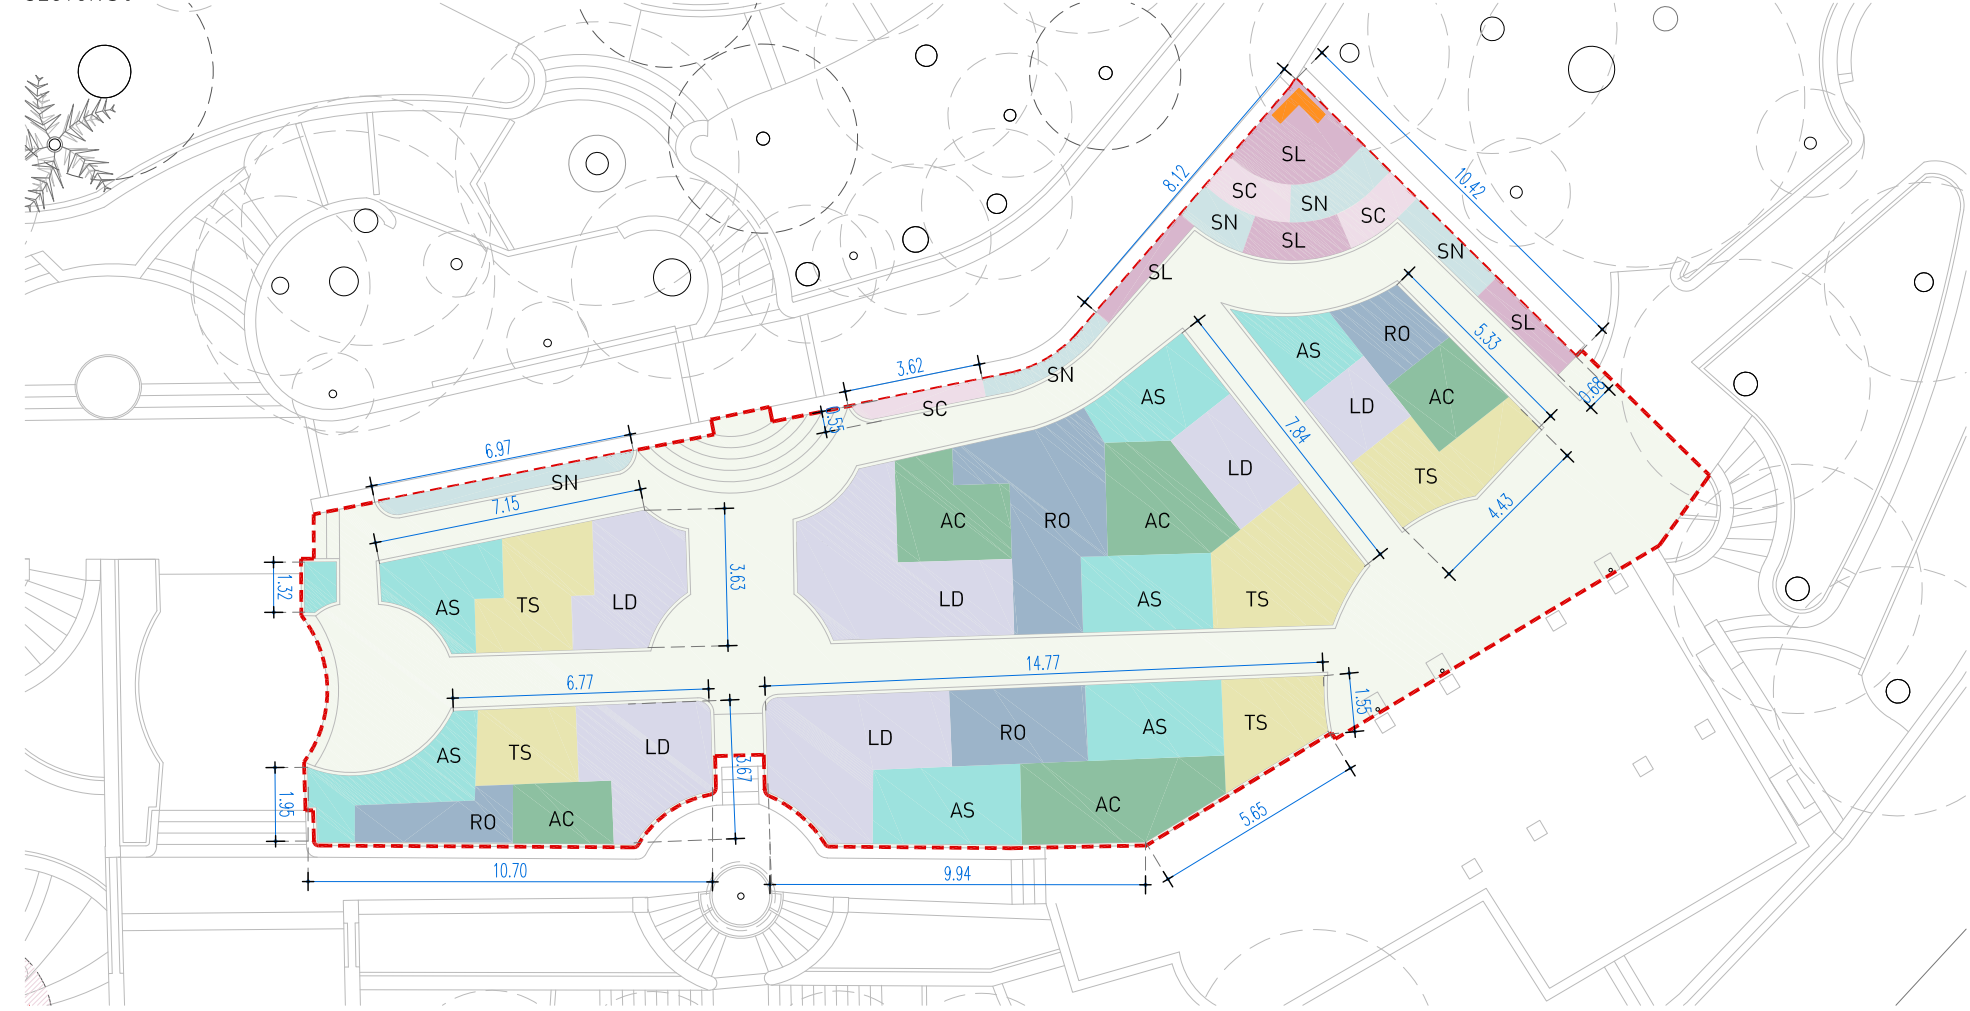 SL
8.12
10.42
SC
SN
SC
SN
SL
SN
SL
SL
5.33
AS
RO
0.68
3.62
SN
SC
0.55
AS
LD
AC
7.84
6.97
SN
7.15
LD
TS
4.43
AC
RO
AC
3.63
1.32
AS
TS
LD
LD
AS
TS
14.77
6.77
1.55
AS
TS
LD
LD
RO
AS
TS
3.67
1.95
RO
AC
AS
AC
5.65
10.70
9.94